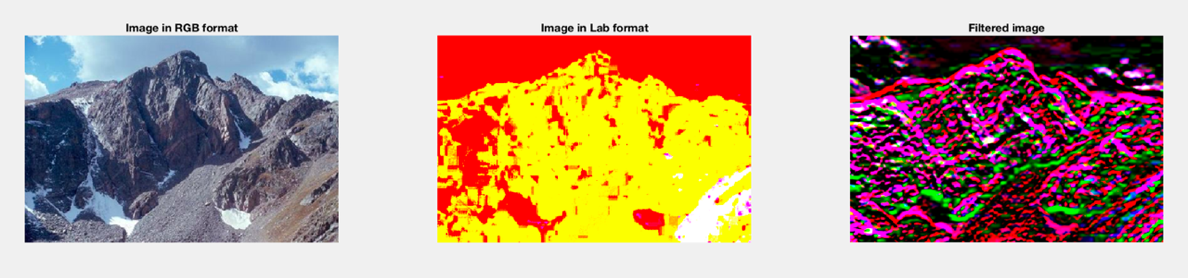 Image in RGB format
Image in Lab format
Filtered image